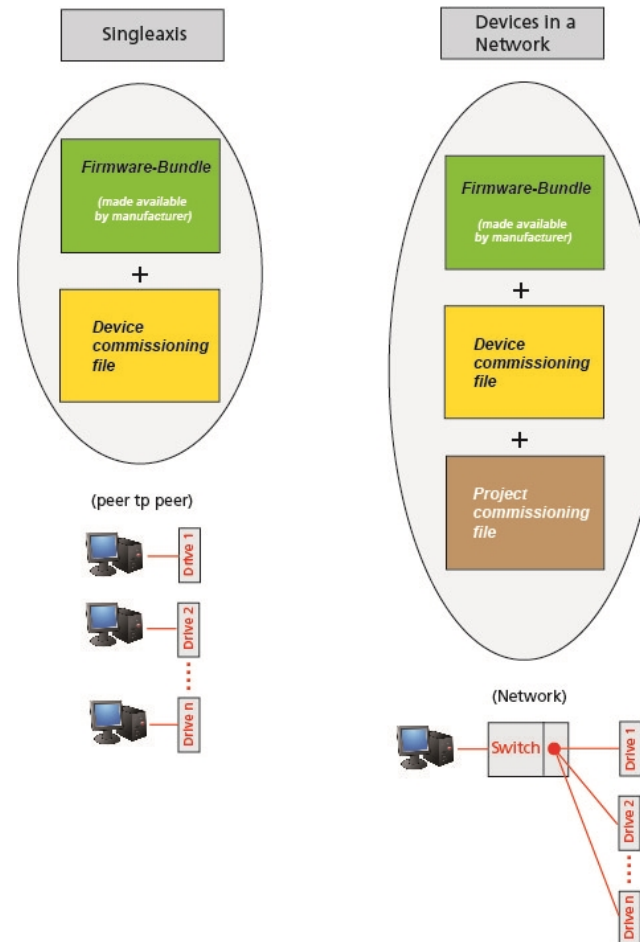 Singleaxis
Firmware-Bundle
(made available
by manufacturer)
+
Device
commissioning
file
(peer tp peer)
Drive 1
Drive 2
Drive n
Devices in a
Network
Firmware-Bundle
(made available
by manufacturer)
+
Device
commissioning
file
+
Project
commissioning
file
(Network)
Switch
Drive 1
Drive 2
Drive n